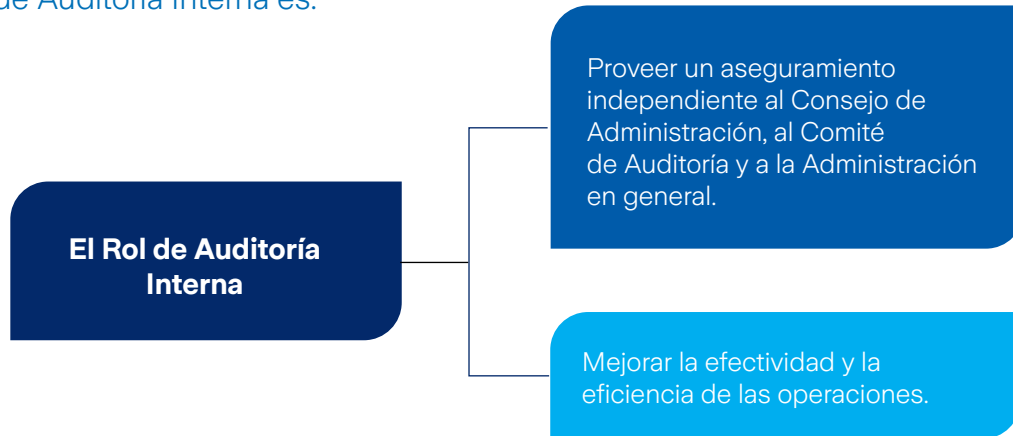 de Auditoría Interna es:
Proveer un aseguramiento
independiente al Consejo de
Administración, al Comité
de Auditoría y a la Administración
en general.
El Rol de Auditoría
Interna
Mejorar la efectividad y la
eficiencia de las operaciones.